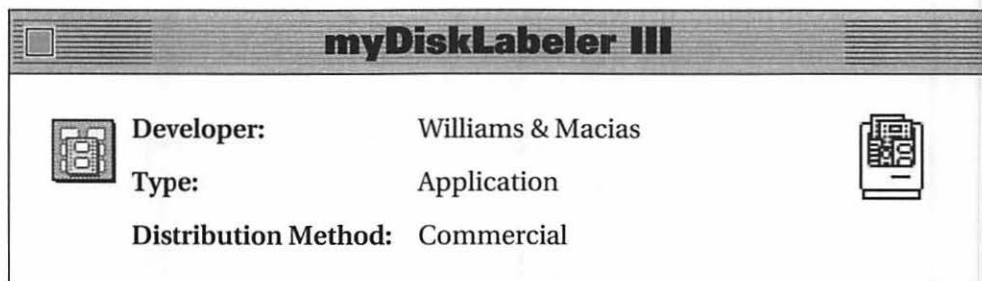 myDiskLabeler III
Developer: Williams & Macias
Type: Application
Distribution Method: Commercial